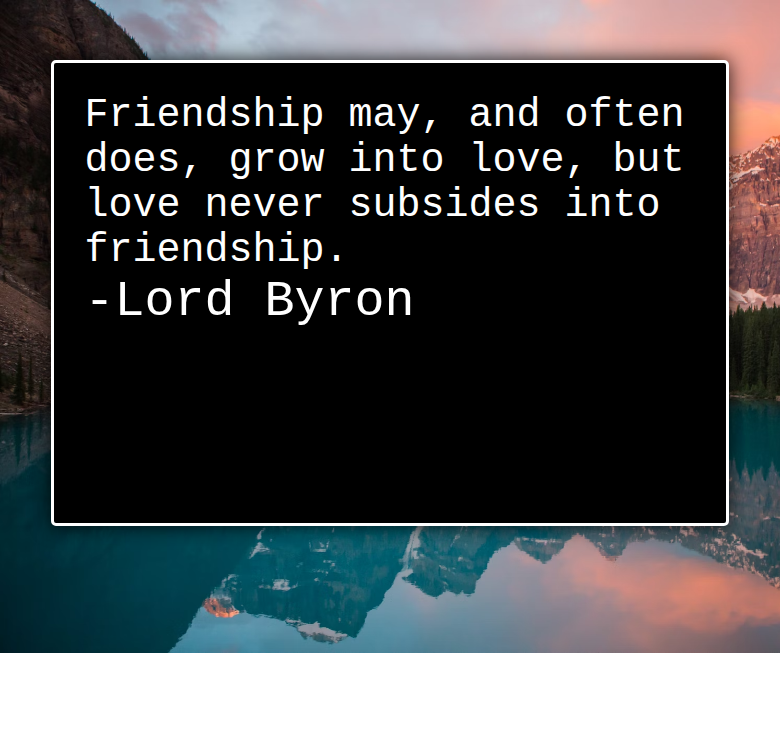 Friendship may, and often
does, grow into love, but
love never subsides into
friendship.
-Lord Byron